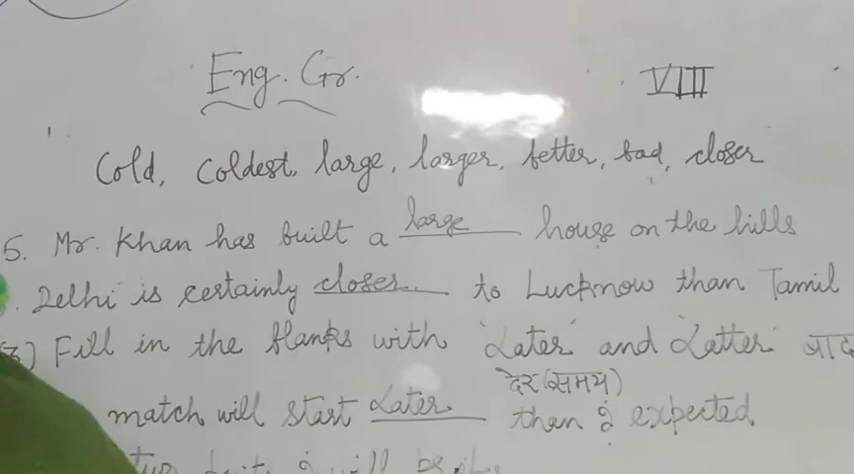 Eng. Gr. VIII
Cold, Coldest, large, larger, better, bad, closer
5. Mr. Khan has built a large house on the hills
. Delhi is certainly closer to Lucknow than Tamil
3) Fill in the blanks with 'Later' and 'Latter' बाद
देर (समय)
match will start Later than I expected